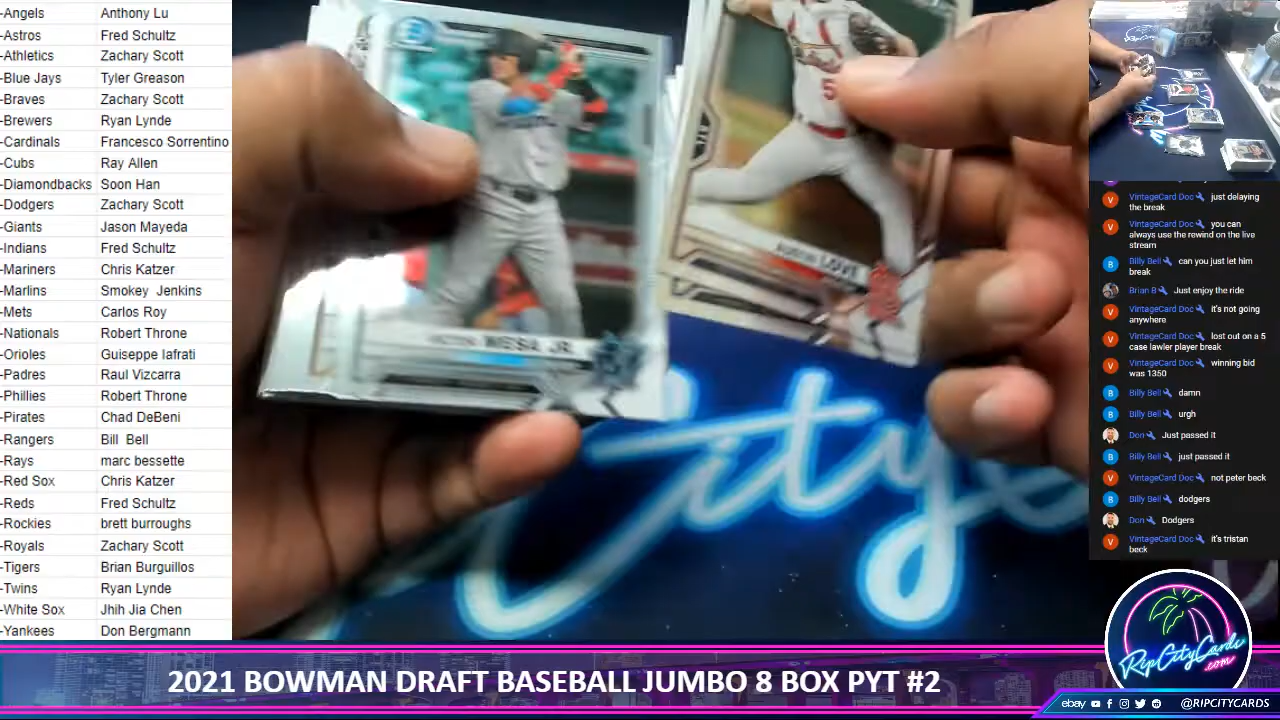 -Angels Anthony Lu
-Astros Fred Schultz
-Athletics Zachary Scott
-Blue Jays Tyler Greason
-Braves Zachary Scott
-Brewers Ryan Lynde
-Cardinals Francesco Sorrentino
-Cubs Ray Allen
-Diamondbacks Soon Han
-Dodgers Zachary Scott
-Giants Jason Mayeda
-Indians Fred Schultz
-Mariners Chris Katzer
-Marlins Smokey Jenkins
-Mets Carlos Roy
-Nationals Robert Throne
-Orioles Guiseppe Iafrati
-Padres Raul Vizcarra
-Phillies Robert Throne
-Pirates Chad DeBeni
-Rangers Bill Bell
-Rays marc bessette
-Red Sox Chris Katzer
-Reds Fred Schultz
-Rockies brett burroughs
-Royals Zachary Scott
-Tigers Brian Burguillos
-Twins Ryan Lynde
-White Sox Jhih Jia Chen
-Yankees Don Bergmann
MESA JR.
LOVE
5
City
VintageCard Doc just delaying
the break
VintageCard Doc you can
always use the rewind on the live
stream
Billy Bell can you just let him
break
Brian B Just enjoy the ride
VintageCard Doc it's not going
anywhere
VintageCard Doc lost out on a 5
case lawler player break
VintageCard Doc winning bid
was 1350
Billy Bell damn
Billy Bell urgh
Don Just passed it
Billy Bell just passed it
VintageCard Doc not peter beck
Billy Bell dodgers
Don Dodgers
VintageCard Doc it's tristan
beck
RipCityCards
.com
2021 BOWMAN DRAFT BASEBALL JUMBO 8 BOX PYT #2
ebay @RIPCITYCARDS